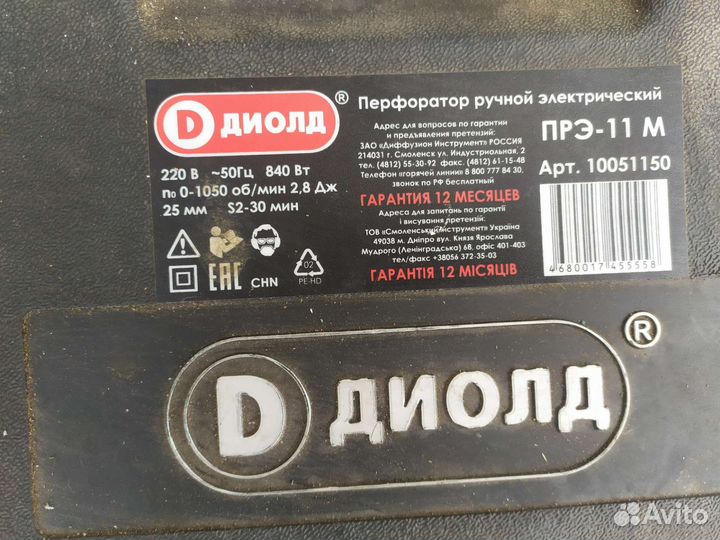 D ДИОЛД ®
220 В ~50Гц 840 Вт
n₀ 0-1050 об/мин 2,8 Дж
25 мм S2-30 мин
EAC CHN
02
PE-HD
Перфоратор ручной электрический
Адрес для вопросов по гарантии
и предъявления претензий:
ЗАО «Диффузион Инструмент» РОССИЯ
214031 г. Смоленск ул. Индустриальная, 2
тел. (4812) 55-30-92 факс. (4812) 61-15-48
Телефон «горячей линии» 8 800 777 84 30,
звонок по РФ бесплатный
ГАРАНТИЯ 12 МЕСЯЦЕВ
Адреса для запитань по гарантії
і висування претензій:
ТОВ «Смоленський Інструмент» Україна
49038 м. Дніпро вул. Князя Ярослава
Мудрого (Ленінградська) 68, офіс 401-403
тел/факс +38056 372-35-03
ГАРАНТІЯ 12 МІСЯЦІВ
ПРЭ-11 М
Арт. 10051150
4 680017 455558
D ДИОЛД ®
Avito